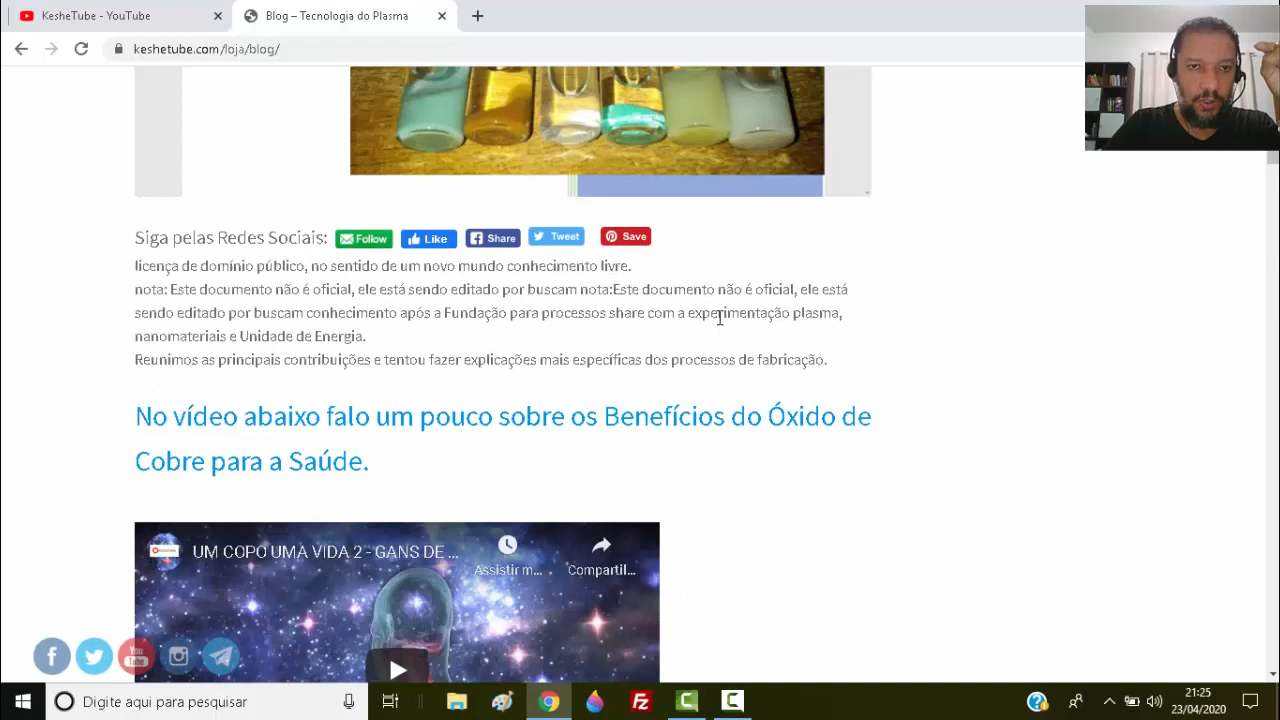 KesheTube - YouTube
Blog – Tecnologia do Plasma
keshetube.com/loja/blog/
Siga pelas Redes Sociais: Follow Like Share Tweet Save
licença de domínio público, no sentido de um novo mundo conhecimento livre.
nota: Este documento não é oficial, ele está sendo editado por buscam nota:Este documento não é oficial, ele está
sendo editado por buscam conhecimento após a Fundação para processos share com a experimentação plasma,
nanomateriais e Unidade de Energia.
Reunimos as principais contribuições e tentou fazer explicações mais específicas dos processos de fabricação.
No vídeo abaixo falo um pouco sobre os Benefícios do Óxido de
Cobre para a Saúde.
UM COPO UMA VIDA 2 - GANS DE ...
Assistir m...
Compartil...
You Tube
Digite aqui para pesquisar
21:25
23/04/2020